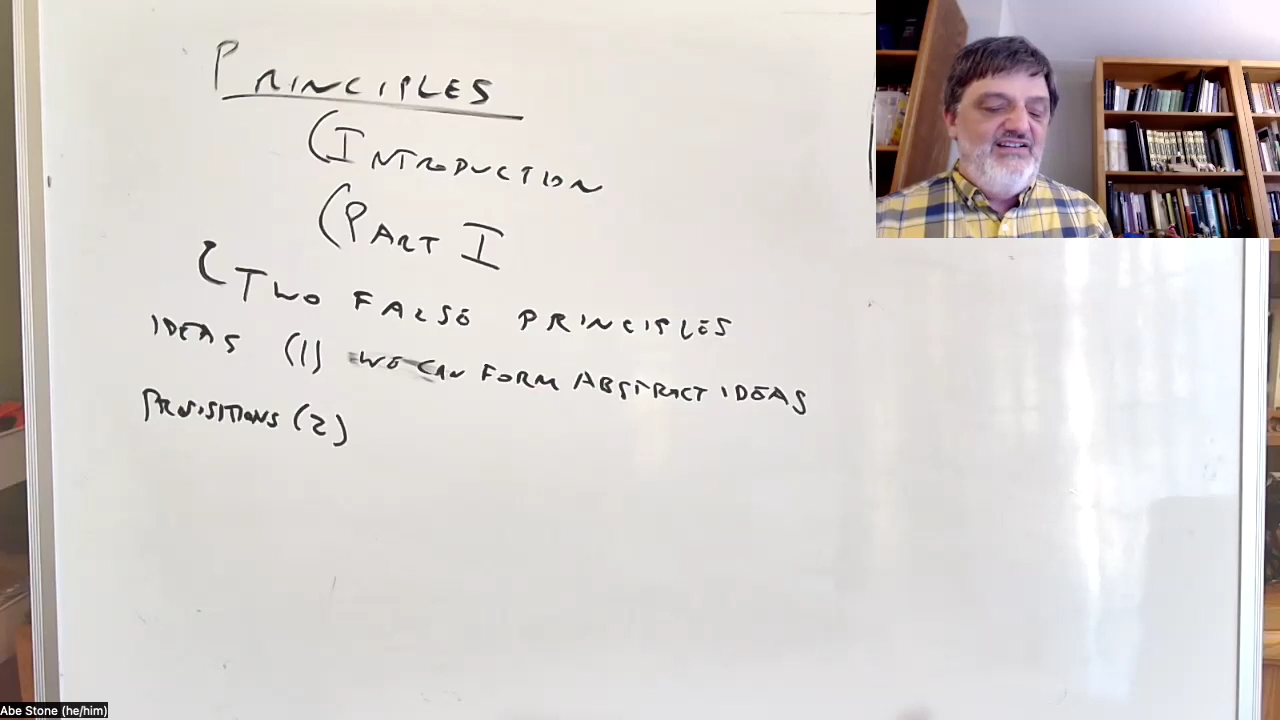 PRINCIPLES
(INTRODUCTION
(PART I
(TWO FALSE PRINCIPLES
IDEAS (1) WE CAN FORM ABSTRACT IDEAS
PROPOSITIONS (2)
Abe Stone (he/him)